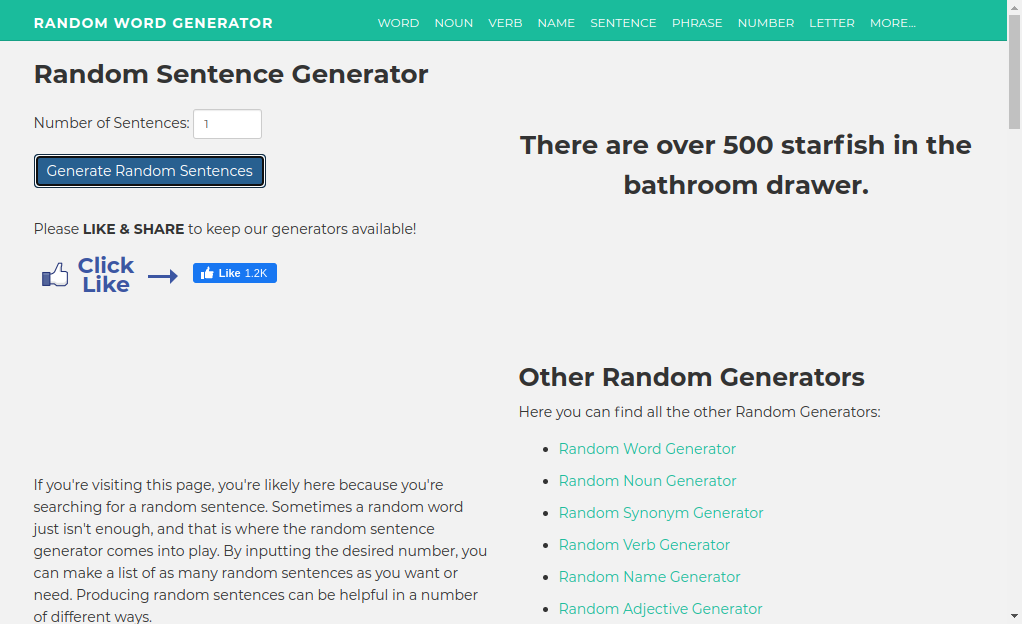 RANDOM WORD GENERATOR
WORD NOUN VERB NAME SENTENCE PHRASE NUMBER LETTER MORE...
Random Sentence Generator
Number of Sentences: 1
Generate Random Sentences
There are over 500 starfish in the
bathroom drawer.
Please LIKE & SHARE to keep our generators available!
Click
Like
Like 1.2K
Other Random Generators
Here you can find all the other Random Generators:
Random Word Generator
Random Noun Generator
Random Synonym Generator
Random Verb Generator
Random Name Generator
Random Adjective Generator
If you're visiting this page, you're likely here because you're
searching for a random sentence. Sometimes a random word
just isn't enough, and that is where the random sentence
generator comes into play. By inputting the desired number, you
can make a list of as many random sentences as you want or
need. Producing random sentences can be helpful in a number
of different ways.